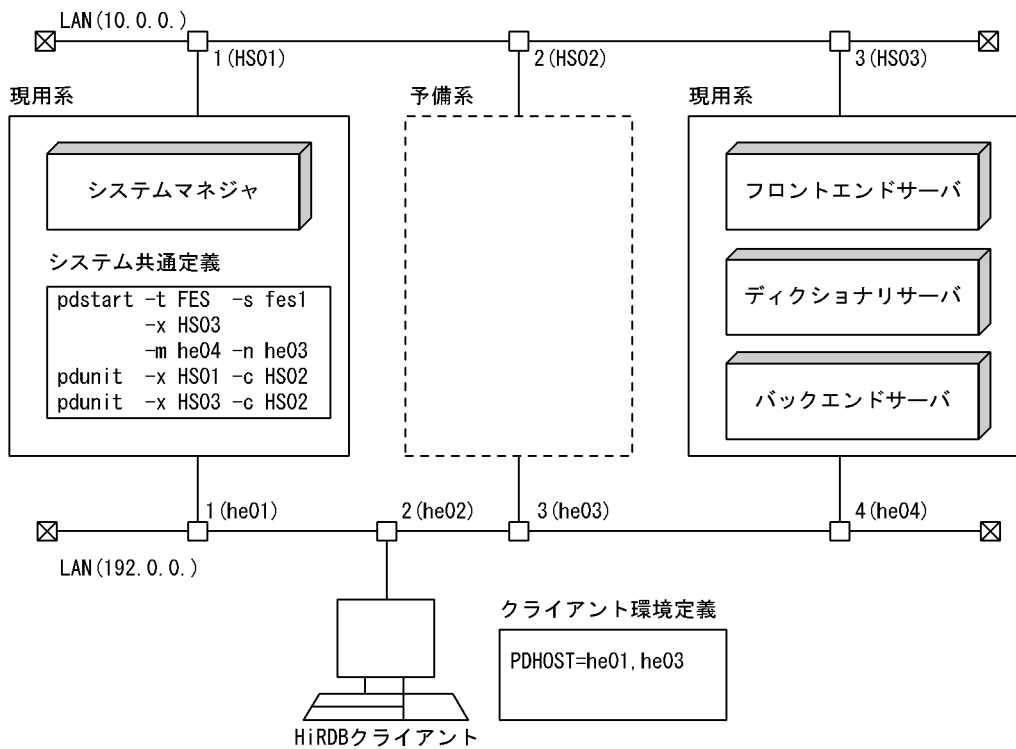 LAN(10.0.0.)
1(HS01)
2(HS02)
3(HS03)
現用系
予備系
現用系
システムマネジャ
システム共通定義
pdstart -t FES -s fes1
-x HS03
-m he04 -n he03
pdunit -x HS01 -c HS02
pdunit -x HS03 -c HS02
フロントエンドサーバ
ディクショナリサーバ
バックエンドサーバ
1(he01)
2(he02)
3(he03)
4(he04)
LAN(192.0.0.)
クライアント環境定義
PDHOST=he01,he03
HiRDBクライアント